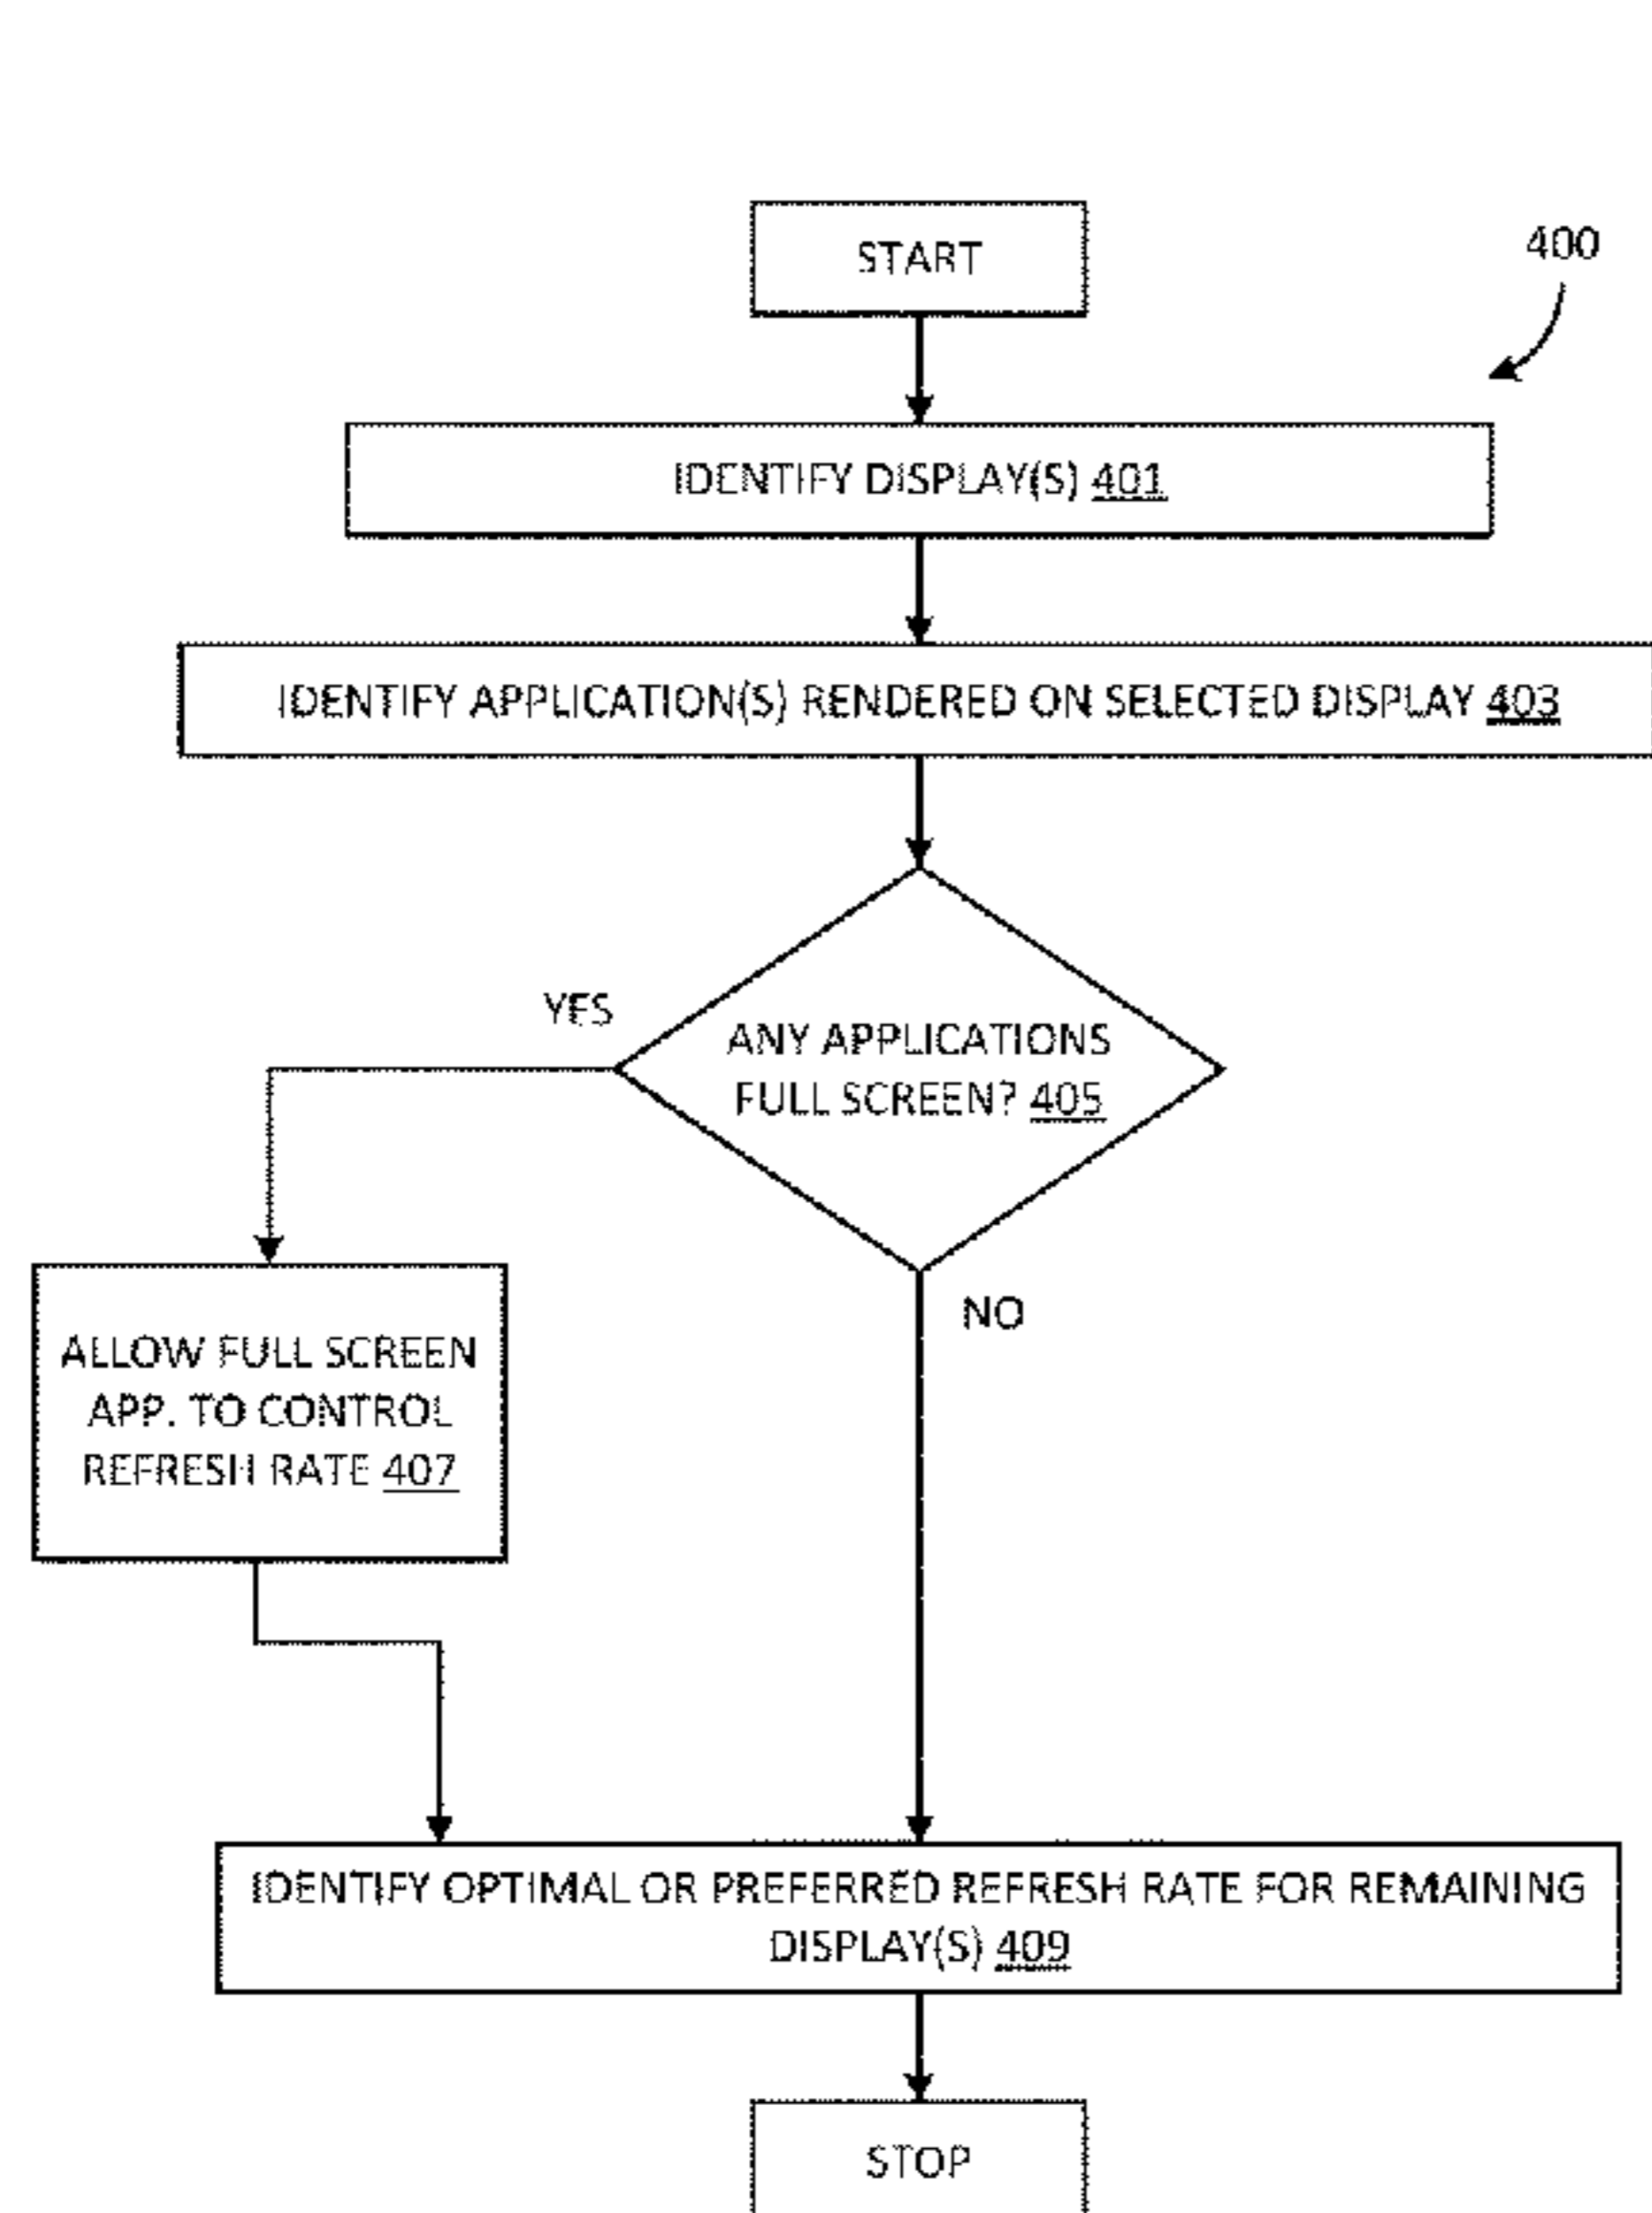 START
400
IDENTIFY DISPLAY(S) 401
IDENTIFY APPLICATION(S) RENDERED ON SELECTED DISPLAY 403
YES
ANY APPLICATIONS
FULL SCREEN? 405
NO
ALLOW FULL SCREEN
APP. TO CONTROL
REFRESH RATE 407
IDENTIFY OPTIMAL OR PREFERRED REFRESH RATE FOR REMAINING
DISPLAY(S) 409
STOP